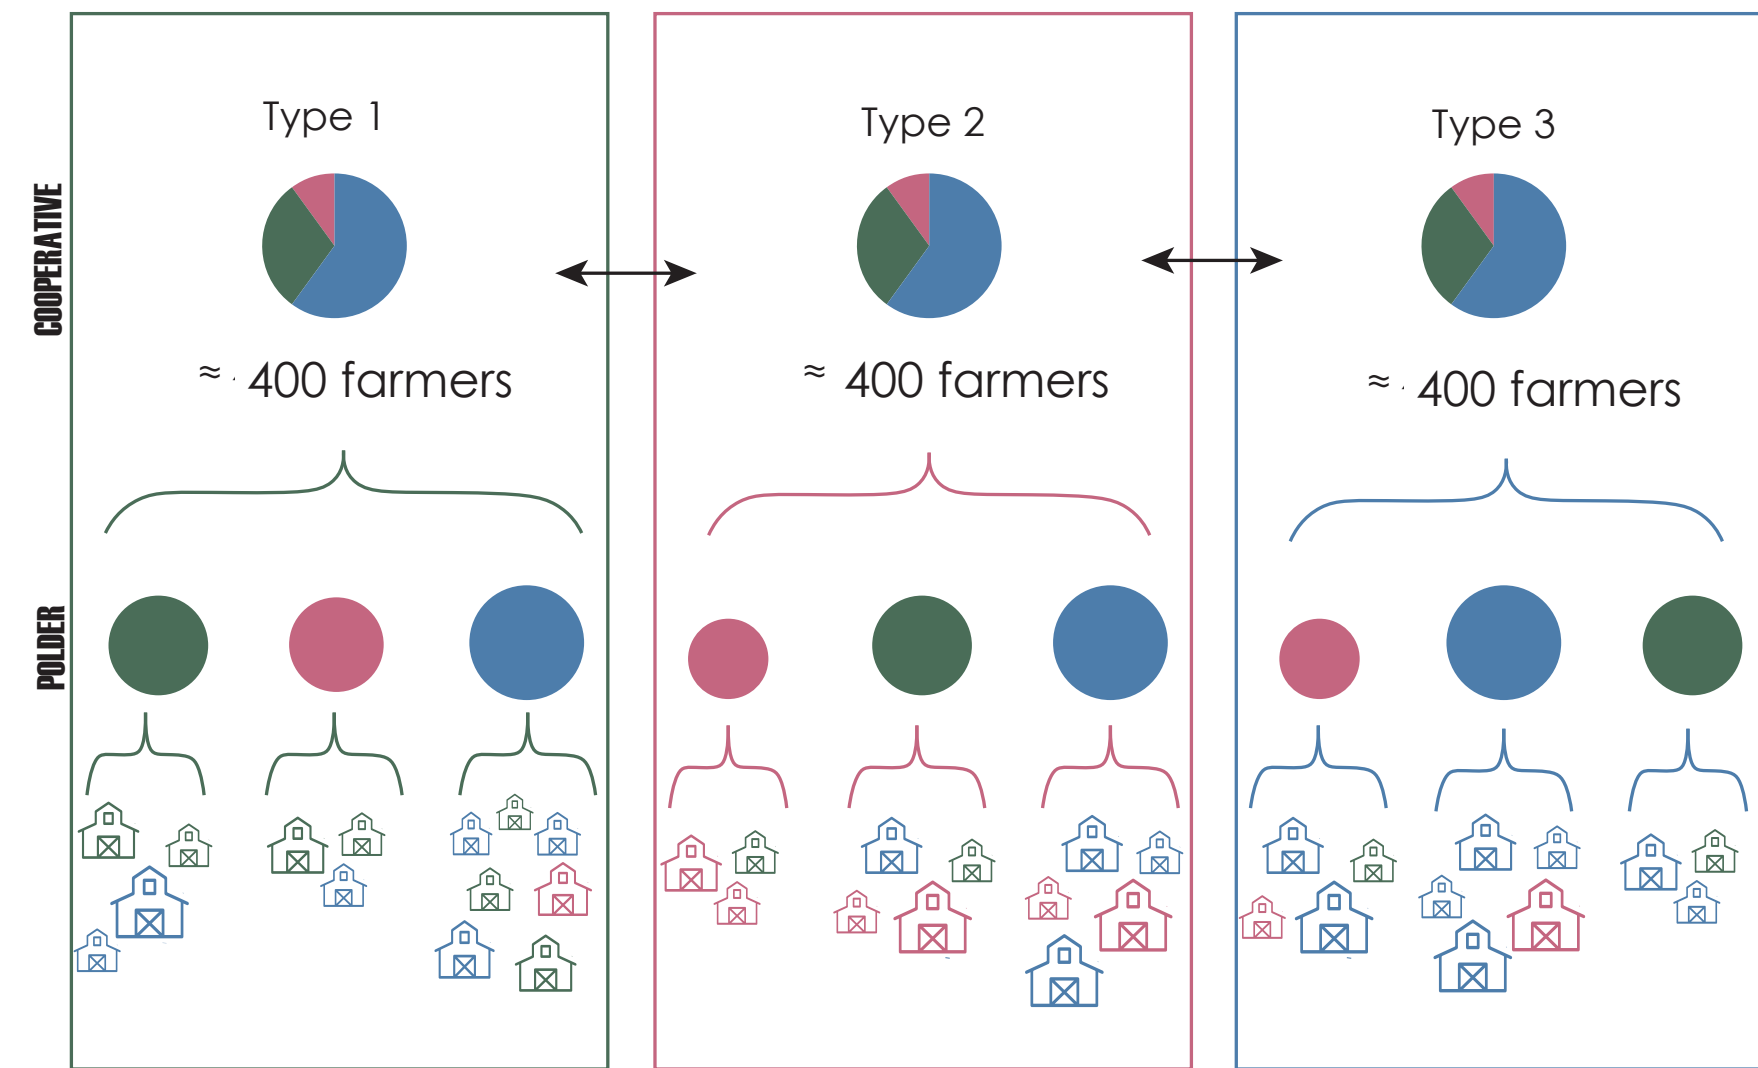 Type 1
Type 2
Type 3
COOPERATIVE
≈ 400 farmers
≈ 400 farmers
≈ 400 farmers
POLDER